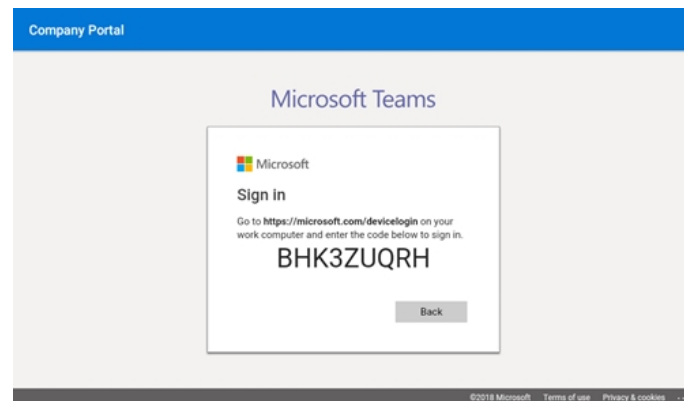 Company Portal
Microsoft Teams
Microsoft
Sign in
Go to https://microsoft.com/devicelogin on your
work computer and enter the code below to sign in.
BHK3ZUQRH
Back
©2018 Microsoft Terms of use Privacy & cookies